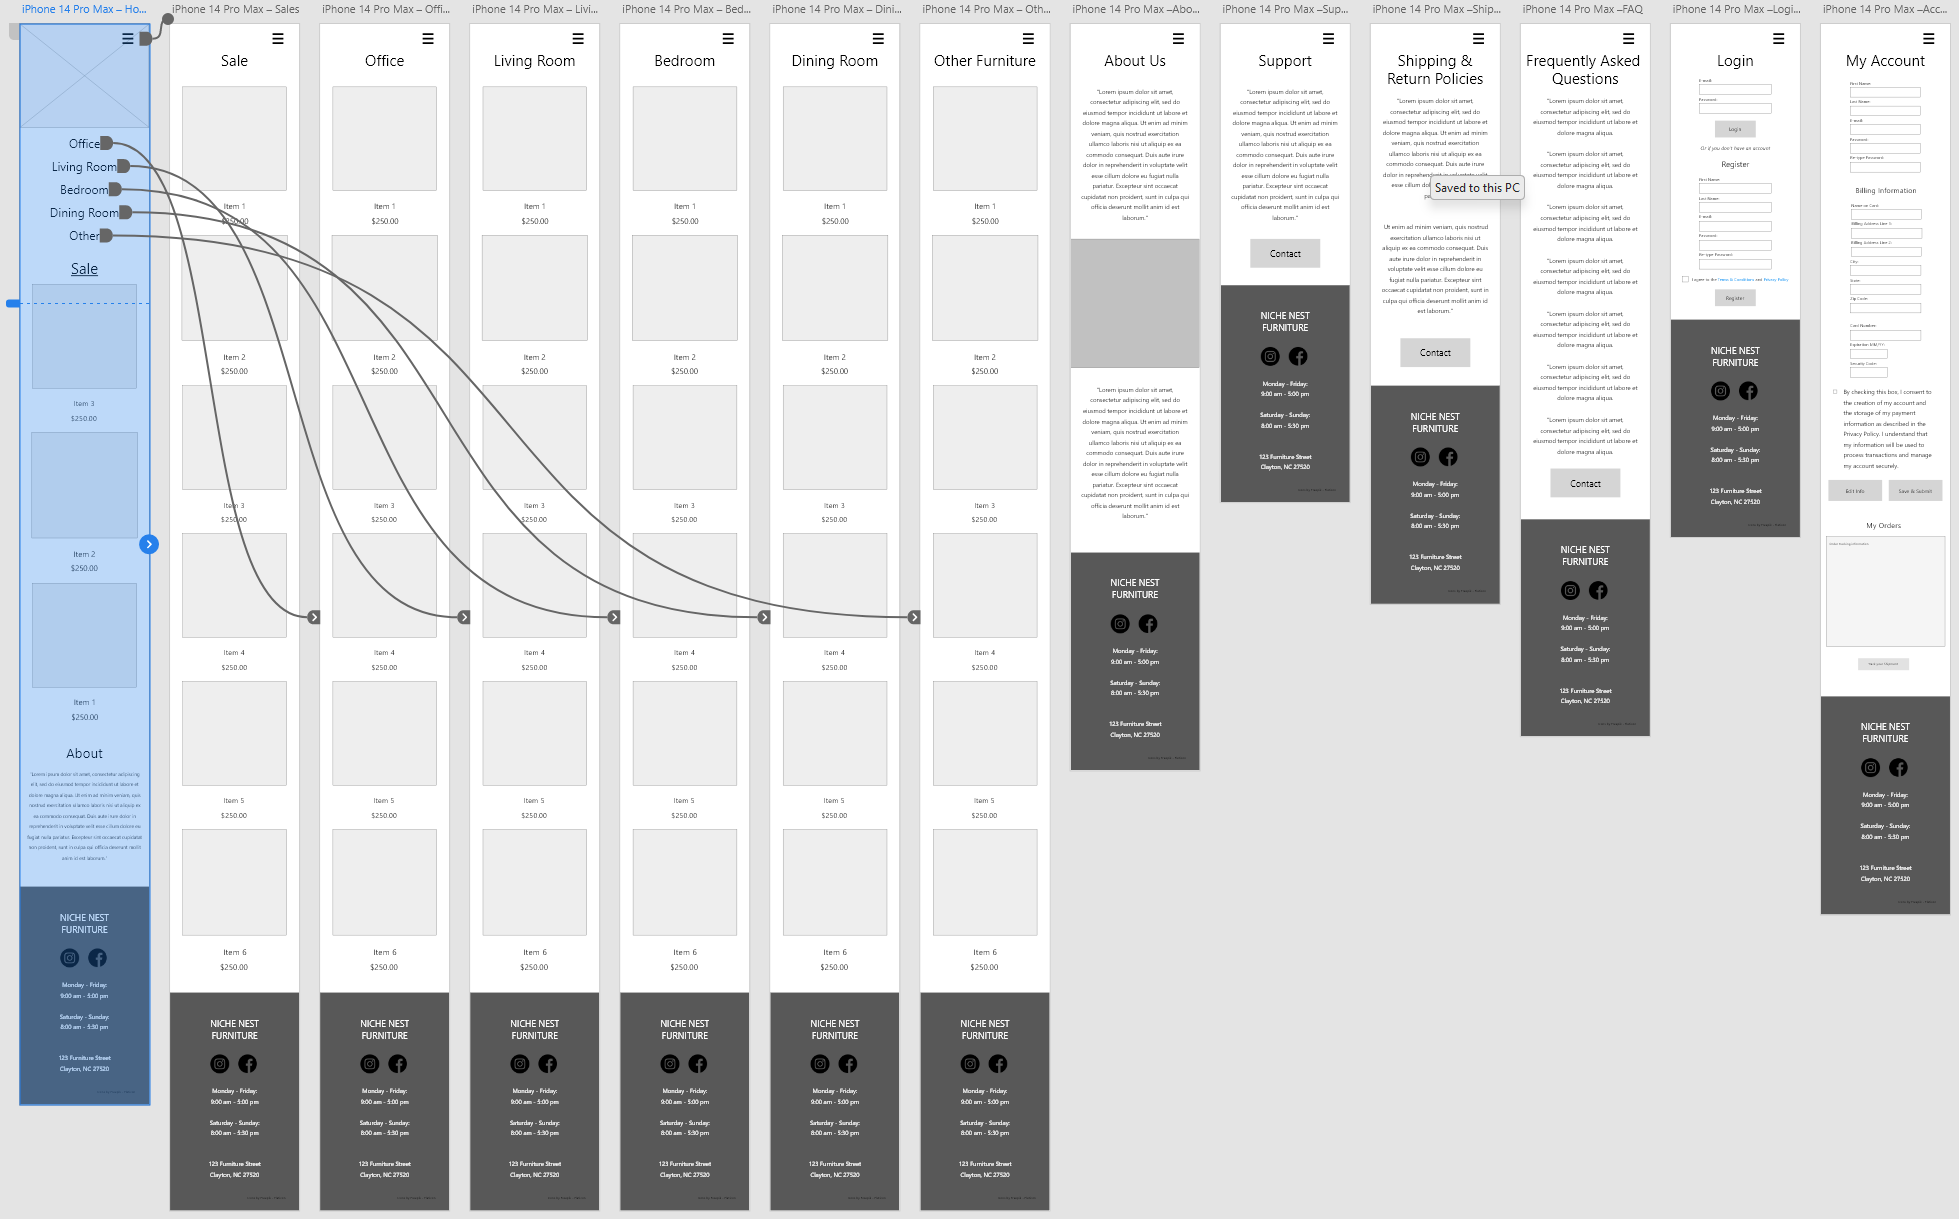 iPhone 14 Pro Max – Ho...
Office
Living Room
Bedroom
Dining Room
Other
Sale
Item 3
$250.00
Item 2
$250.00
Item 1
$250.00
About
"Lorem ipsum dolor sit amet, consectetur adipiscing
elit, sed do eiusmod tempor incididunt ut labore et
dolore magna aliqua. Ut enim ad minim veniam, quis
nostrud exercitation ullamco laboris nisi ut aliquip ex
ea commodo consequat. Duis aute irure dolor in
reprehenderit in voluptate velit esse cillum dolore eu
fugiat nulla pariatur. Excepteur sint occaecat cupidatat
non proident, sunt in culpa qui officia deserunt mollit
anim id est laborum."
NICHE NEST
FURNITURE
Monday - Friday:
9:00 am - 5:00 pm
Saturday - Sunday:
8:00 am - 5:30 pm
123 Furniture Street
Clayton, NC 27520
iPhone 14 Pro Max – Sales
Sale
Item 1
$250.00
Item 2
$250.00
Item 3
$250.00
Item 4
$250.00
Item 5
$250.00
Item 6
$250.00
NICHE NEST
FURNITURE
Monday - Friday:
9:00 am - 5:00 pm
Saturday - Sunday:
8:00 am - 5:30 pm
123 Furniture Street
Clayton, NC 27520
iPhone 14 Pro Max – Offi...
Office
Item 1
$250.00
Item 2
$250.00
Item 3
$250.00
Item 4
$250.00
Item 5
$250.00
Item 6
$250.00
NICHE NEST
FURNITURE
Monday - Friday:
9:00 am - 5:00 pm
Saturday - Sunday:
8:00 am - 5:30 pm
123 Furniture Street
Clayton, NC 27520
iPhone 14 Pro Max – Livi...
Living Room
Item 1
$250.00
Item 2
$250.00
Item 3
$250.00
Item 4
$250.00
Item 5
$250.00
Item 6
$250.00
NICHE NEST
FURNITURE
Monday - Friday:
9:00 am - 5:00 pm
Saturday - Sunday:
8:00 am - 5:30 pm
123 Furniture Street
Clayton, NC 27520
iPhone 14 Pro Max – Bed...
Bedroom
Item 1
$250.00
Item 2
$250.00
Item 3
$250.00
Item 4
$250.00
Item 5
$250.00
Item 6
$250.00
NICHE NEST
FURNITURE
Monday - Friday:
9:00 am - 5:00 pm
Saturday - Sunday:
8:00 am - 5:30 pm
123 Furniture Street
Clayton, NC 27520
iPhone 14 Pro Max – Dini...
Dining Room
Item 1
$250.00
Item 2
$250.00
Item 3
$250.00
Item 4
$250.00
Item 5
$250.00
Item 6
$250.00
NICHE NEST
FURNITURE
Monday - Friday:
9:00 am - 5:00 pm
Saturday - Sunday:
8:00 am - 5:30 pm
123 Furniture Street
Clayton, NC 27520
iPhone 14 Pro Max – Oth...
Other Furniture
Item 1
$250.00
Item 2
$250.00
Item 3
$250.00
Item 4
$250.00
Item 5
$250.00
Item 6
$250.00
NICHE NEST
FURNITURE
Monday - Friday:
9:00 am - 5:00 pm
Saturday - Sunday:
8:00 am - 5:30 pm
123 Furniture Street
Clayton, NC 27520
iPhone 14 Pro Max –Abo...
About Us
"Lorem ipsum dolor sit amet,
consectetur adipiscing elit, sed do
eiusmod tempor incididunt ut labore et
dolore magna aliqua. Ut enim ad minim
veniam, quis nostrud exercitation
ullamco laboris nisi ut aliquip ex ea
commodo consequat. Duis aute irure
dolor in reprehenderit in voluptate velit
esse cillum dolore eu fugiat nulla
pariatur. Excepteur sint occaecat
cupidatat non proident, sunt in culpa qui
officia deserunt mollit anim id est
laborum."
"Lorem ipsum dolor sit amet,
consectetur adipiscing elit, sed do
eiusmod tempor incididunt ut labore et
dolore magna aliqua. Ut enim ad minim
veniam, quis nostrud exercitation
ullamco laboris nisi ut aliquip ex ea
commodo consequat. Duis aute irure
dolor in reprehenderit in voluptate velit
esse cillum dolore eu fugiat nulla
pariatur. Excepteur sint occaecat
cupidatat non proident, sunt in culpa qui
officia deserunt mollit anim id est
laborum."
NICHE NEST
FURNITURE
Monday - Friday:
9:00 am - 5:00 pm
Saturday - Sunday:
8:00 am - 5:30 pm
123 Furniture Street
Clayton, NC 27520
iPhone 14 Pro Max –Sup...
Support
"Lorem ipsum dolor sit amet,
consectetur adipiscing elit, sed do
eiusmod tempor incididunt ut labore et
dolore magna aliqua. Ut enim ad minim
veniam, quis nostrud exercitation
ullamco laboris nisi ut aliquip ex ea
commodo consequat. Duis aute irure
dolor in reprehenderit in voluptate velit
esse cillum dolore eu fugiat nulla
pariatur. Excepteur sint occaecat
cupidatat non proident, sunt in culpa qui
officia deserunt mollit anim id est
laborum."
Contact
NICHE NEST
FURNITURE
Monday - Friday:
9:00 am - 5:00 pm
Saturday - Sunday:
8:00 am - 5:30 pm
123 Furniture Street
Clayton, NC 27520
iPhone 14 Pro Max –Ship...
Shipping &
Return Policies
"Lorem ipsum dolor sit amet,
consectetur adipiscing elit, sed do
eiusmod tempor incididunt ut labore et
dolore magna aliqua. Ut enim ad minim
veniam, quis nostrud exercitation
ullamco laboris nisi ut aliquip ex ea
commodo consequat. Duis aute irure
dolor in reprehenderit in voluptate velit
esse cillum dol
Saved to this PC
Ut enim ad minim veniam, quis nostrud
exercitation ullamco laboris nisi ut
aliquip ex ea commodo consequat. Duis
aute irure dolor in reprehenderit in
voluptate velit esse cillum dolore eu
fugiat nulla pariatur. Excepteur sint
occaecat cupidatat non proident, sunt in
culpa qui officia deserunt mollit anim id
est laborum."
Contact
NICHE NEST
FURNITURE
Monday - Friday:
9:00 am - 5:00 pm
Saturday - Sunday:
8:00 am - 5:30 pm
123 Furniture Street
Clayton, NC 27520
iPhone 14 Pro Max –FAQ
Frequently Asked
Questions
"Lorem ipsum dolor sit amet,
consectetur adipiscing elit, sed do
eiusmod tempor incididunt ut labore et
dolore magna aliqua.
"Lorem ipsum dolor sit amet,
consectetur adipiscing elit, sed do
eiusmod tempor incididunt ut labore et
dolore magna aliqua.
"Lorem ipsum dolor sit amet,
consectetur adipiscing elit, sed do
eiusmod tempor incididunt ut labore et
dolore magna aliqua.
"Lorem ipsum dolor sit amet,
consectetur adipiscing elit, sed do
eiusmod tempor incididunt ut labore et
dolore magna aliqua.
"Lorem ipsum dolor sit amet,
consectetur adipiscing elit, sed do
eiusmod tempor incididunt ut labore et
dolore magna aliqua.
"Lorem ipsum dolor sit amet,
consectetur adipiscing elit, sed do
eiusmod tempor incididunt ut labore et
dolore magna aliqua.
"Lorem ipsum dolor sit amet,
consectetur adipiscing elit, sed do
eiusmod tempor incididunt ut labore et
dolore magna aliqua.
Contact
NICHE NEST
FURNITURE
Monday - Friday:
9:00 am - 5:00 pm
Saturday - Sunday:
8:00 am - 5:30 pm
123 Furniture Street
Clayton, NC 27520
iPhone 14 Pro Max –Logi...
Login
E-mail:
Password:
Login
Or if you don't have an account
Register
First Name:
Last Name:
E-mail:
Password:
Re-type Password:
I agree to the Terms & Conditions and Privacy Policy
Register
NICHE NEST
FURNITURE
Monday - Friday:
9:00 am - 5:00 pm
Saturday - Sunday:
8:00 am - 5:30 pm
123 Furniture Street
Clayton, NC 27520
iPhone 14 Pro Max –Acc...
My Account
First Name:
Last Name:
E-mail:
Password:
Re-type Password:
Billing Information
Name on Card:
Billing Address Line 1:
Billing Address Line 2:
City:
State:
Zip Code:
Card Number:
Expiration (MM/YY)
Security Code:
By checking this box, I consent to
the creation of my account and
the storage of my payment
information as described in the
Privacy Policy. I understand that
my information will be used to
process transactions and manage
my account securely.
Edit Info
Save & Submit
My Orders
NICHE NEST
FURNITURE
Monday - Friday:
9:00 am - 5:00 pm
Saturday - Sunday:
8:00 am - 5:30 pm
123 Furniture Street
Clayton, NC 27520